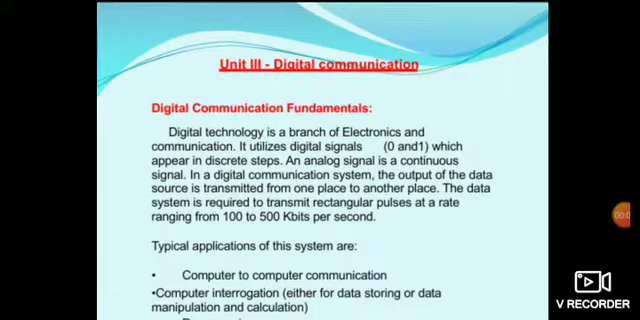 Unit III - Digital communication
Digital Communication Fundamentals:
Digital technology is a branch of Electronics and
communication. It utilizes digital signals (0 and1) which
appear in discrete steps. An analog signal is a continuous
signal. In a digital communication system, the output of the data
source is transmitted from one place to another place. The data
system is required to transmit rectangular pulses at a rate
ranging from 100 to 500 Kbits per second.
Typical applications of this system are:
• Computer to computer communication
•Computer interrogation (either for data storing or data
manipulation and calculation)
00:0
V RECORDER